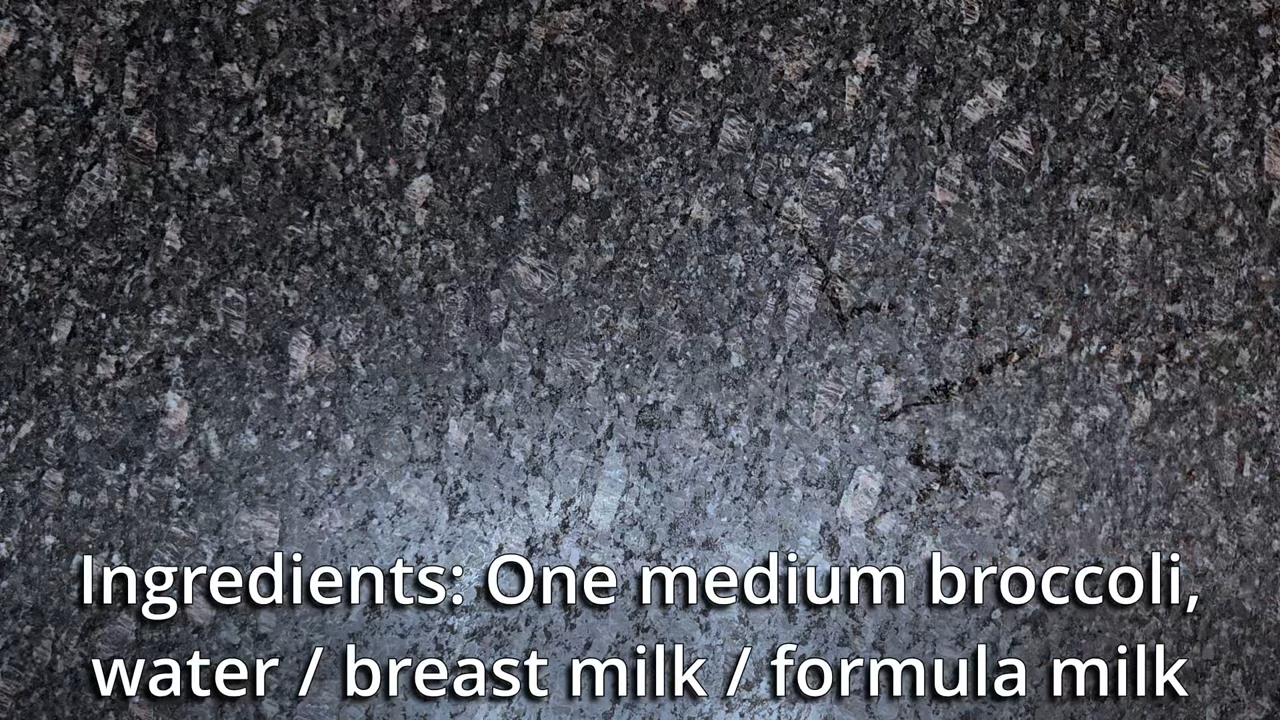 Ingredients: One medium broccoli,
water / breast milk / formula milk